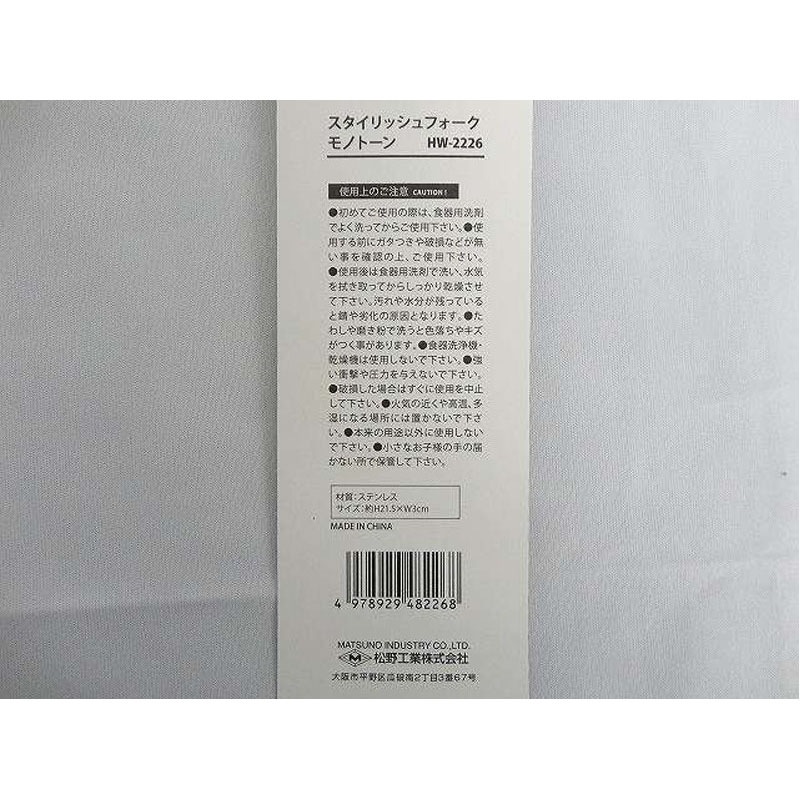 スタイリッシュフォーク
モノトーン HW-2226
使用上のご注意 CAUTION!
●初めてご使用の際は、食器用洗剤
でよく洗ってからご使用下さい。●使
用する前にガタつきや破損などが無
い事を確認の上、ご使用下さい。
●使用後は食器用洗剤で洗い、水気
を拭き取ってからしっかり乾燥させ
て下さい。汚れや水分が残っている
と錆や劣化の原因となります。●た
わしや磨き粉で洗うと色落ちやキズ
がつく事があります。●食器洗浄機・
乾燥機は使用しないで下さい。●強
い衝撃や圧力を与えないで下さい。
●破損した場合はすぐに使用を中止
して下さい。●火気の近くや高温、多
湿になる場所には置かないで下さ
い。●本来の用途以外に使用しない
で下さい。●小さなお子様の手の届
かない所で保管して下さい。
材質:ステンレス
サイズ:約H21.5×W3cm
MADE IN CHINA
4 978929 482268
MATSUNO INDUSTRY CO.,LTD.
松野工業株式会社
大阪市平野区瓜破南2丁目3番67号